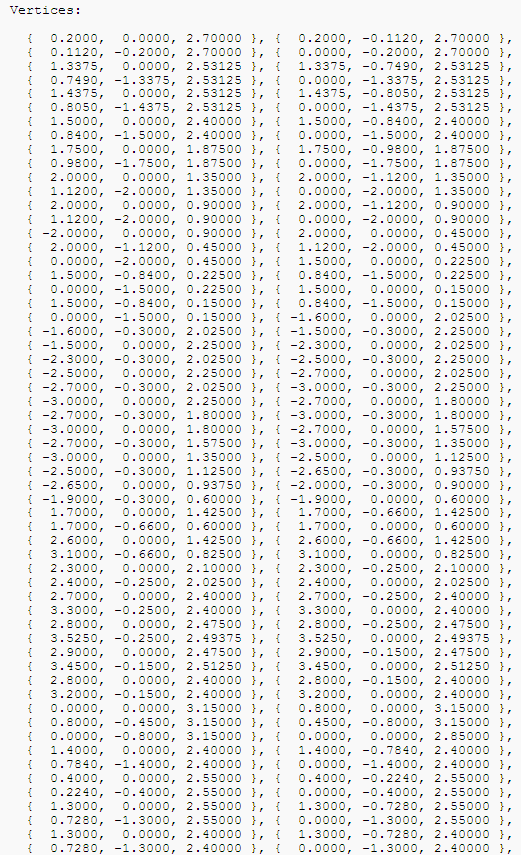 Vertices:
{ 0.2000, 0.0000, 2.70000 }, { 0.2000, -0.1120, 2.70000 },
{ 0.1120, -0.2000, 2.70000 }, { 0.0000, -0.2000, 2.70000 },
{ 1.3375, 0.0000, 2.53125 }, { 1.3375, -0.7490, 2.53125 },
{ 0.7490, -1.3375, 2.53125 }, { 0.0000, -1.3375, 2.53125 },
{ 1.4375, 0.0000, 2.53125 }, { 1.4375, -0.8050, 2.53125 },
{ 0.8050, -1.4375, 2.53125 }, { 0.0000, -1.4375, 2.53125 },
{ 1.5000, 0.0000, 2.40000 }, { 1.5000, -0.8400, 2.40000 },
{ 0.8400, -1.5000, 2.40000 }, { 0.0000, -1.5000, 2.40000 },
{ 1.7500, 0.0000, 1.87500 }, { 1.7500, -0.9800, 1.87500 },
{ 0.9800, -1.7500, 1.87500 }, { 0.0000, -1.7500, 1.87500 },
{ 2.0000, 0.0000, 1.35000 }, { 2.0000, -1.1200, 1.35000 },
{ 1.1200, -2.0000, 1.35000 }, { 0.0000, -2.0000, 1.35000 },
{ 2.0000, 0.0000, 0.90000 }, { 2.0000, -1.1200, 0.90000 },
{ 1.1200, -2.0000, 0.90000 }, { 0.0000, -2.0000, 0.90000 },
{ -2.0000, 0.0000, 0.90000 }, { 2.0000, 0.0000, 0.45000 },
{ 2.0000, -1.1200, 0.45000 }, { 1.1200, -2.0000, 0.45000 },
{ 0.0000, -2.0000, 0.45000 }, { 1.5000, 0.0000, 0.22500 },
{ 1.5000, -0.8400, 0.22500 }, { 0.8400, -1.5000, 0.22500 },
{ 0.0000, -1.5000, 0.22500 }, { 1.5000, 0.0000, 0.15000 },
{ 1.5000, -0.8400, 0.15000 }, { 0.8400, -1.5000, 0.15000 },
{ 0.0000, -1.5000, 0.15000 }, { -1.6000, 0.0000, 2.02500 },
{ -1.6000, -0.3000, 2.02500 }, { -1.5000, -0.3000, 2.25000 },
{ -1.5000, 0.0000, 2.25000 }, { -2.3000, 0.0000, 2.02500 },
{ -2.3000, -0.3000, 2.02500 }, { -2.5000, -0.3000, 2.25000 },
{ -2.5000, 0.0000, 2.25000 }, { -2.7000, 0.0000, 2.02500 },
{ -2.7000, -0.3000, 2.02500 }, { -3.0000, -0.3000, 2.25000 },
{ -3.0000, 0.0000, 2.25000 }, { -2.7000, 0.0000, 1.80000 },
{ -2.7000, -0.3000, 1.80000 }, { -3.0000, -0.3000, 1.80000 },
{ -3.0000, 0.0000, 1.80000 }, { -2.7000, 0.0000, 1.57500 },
{ -2.7000, -0.3000, 1.57500 }, { -3.0000, -0.3000, 1.35000 },
{ -3.0000, 0.0000, 1.35000 }, { -2.5000, 0.0000, 1.12500 },
{ -2.5000, -0.3000, 1.12500 }, { -2.6500, -0.3000, 0.93750 },
{ -2.6500, 0.0000, 0.93750 }, { -2.0000, -0.3000, 0.90000 },
{ -1.9000, -0.3000, 0.60000 }, { -1.9000, 0.0000, 0.60000 },
{ 1.7000, 0.0000, 1.42500 }, { 1.7000, -0.6600, 1.42500 },
{ 1.7000, -0.6600, 0.60000 }, { 1.7000, 0.0000, 0.60000 },
{ 2.6000, 0.0000, 1.42500 }, { 2.6000, -0.6600, 1.42500 },
{ 3.1000, -0.6600, 0.82500 }, { 3.1000, 0.0000, 0.82500 },
{ 2.3000, 0.0000, 2.10000 }, { 2.3000, -0.2500, 2.10000 },
{ 2.4000, -0.2500, 2.02500 }, { 2.4000, 0.0000, 2.02500 },
{ 2.7000, 0.0000, 2.40000 }, { 2.7000, -0.2500, 2.40000 },
{ 3.3000, -0.2500, 2.40000 }, { 3.3000, 0.0000, 2.40000 },
{ 2.8000, 0.0000, 2.47500 }, { 2.8000, -0.2500, 2.47500 },
{ 3.5250, -0.2500, 2.49375 }, { 3.5250, 0.0000, 2.49375 },
{ 2.9000, 0.0000, 2.47500 }, { 2.9000, -0.1500, 2.47500 },
{ 3.4500, -0.1500, 2.51250 }, { 3.4500, 0.0000, 2.51250 },
{ 2.8000, 0.0000, 2.40000 }, { 2.8000, -0.1500, 2.40000 },
{ 3.2000, -0.1500, 2.40000 }, { 3.2000, 0.0000, 2.40000 },
{ 0.0000, 0.0000, 3.15000 }, { 0.8000, 0.0000, 3.15000 },
{ 0.8000, -0.4500, 3.15000 }, { 0.4500, -0.8000, 3.15000 },
{ 0.0000, -0.8000, 3.15000 }, { 0.0000, 0.0000, 2.85000 },
{ 1.4000, 0.0000, 2.40000 }, { 1.4000, -0.7840, 2.40000 },
{ 0.7840, -1.4000, 2.40000 }, { 0.0000, -1.4000, 2.40000 },
{ 0.4000, 0.0000, 2.55000 }, { 0.4000, -0.2240, 2.55000 },
{ 0.2240, -0.4000, 2.55000 }, { 0.0000, -0.4000, 2.55000 },
{ 1.3000, 0.0000, 2.55000 }, { 1.3000, -0.7280, 2.55000 },
{ 0.7280, -1.3000, 2.55000 }, { 0.0000, -1.3000, 2.55000 },
{ 1.3000, 0.0000, 2.40000 }, { 1.3000, -0.7280, 2.40000 },
{ 0.7280, -1.3000, 2.40000 }, { 0.0000, -1.3000, 2.40000 },